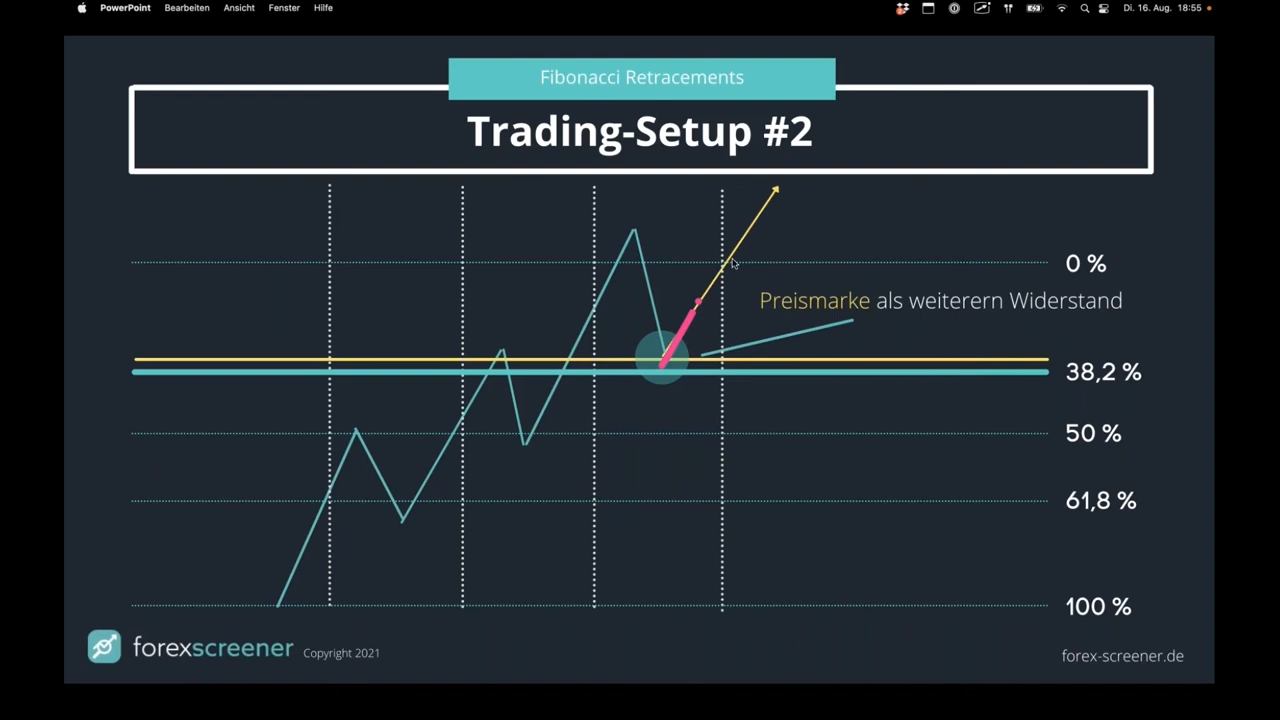 PowerPoint Bearbeiten Ansicht Fenster Hilfe Di. 16. Aug. 18:55
Fibonacci Retracements
Trading-Setup #2
0 %
Preismarke als weiterern Widerstand
38,2 %
50 %
61,8 %
100 %
forexscreener Copyright 2021
forex-screener.de